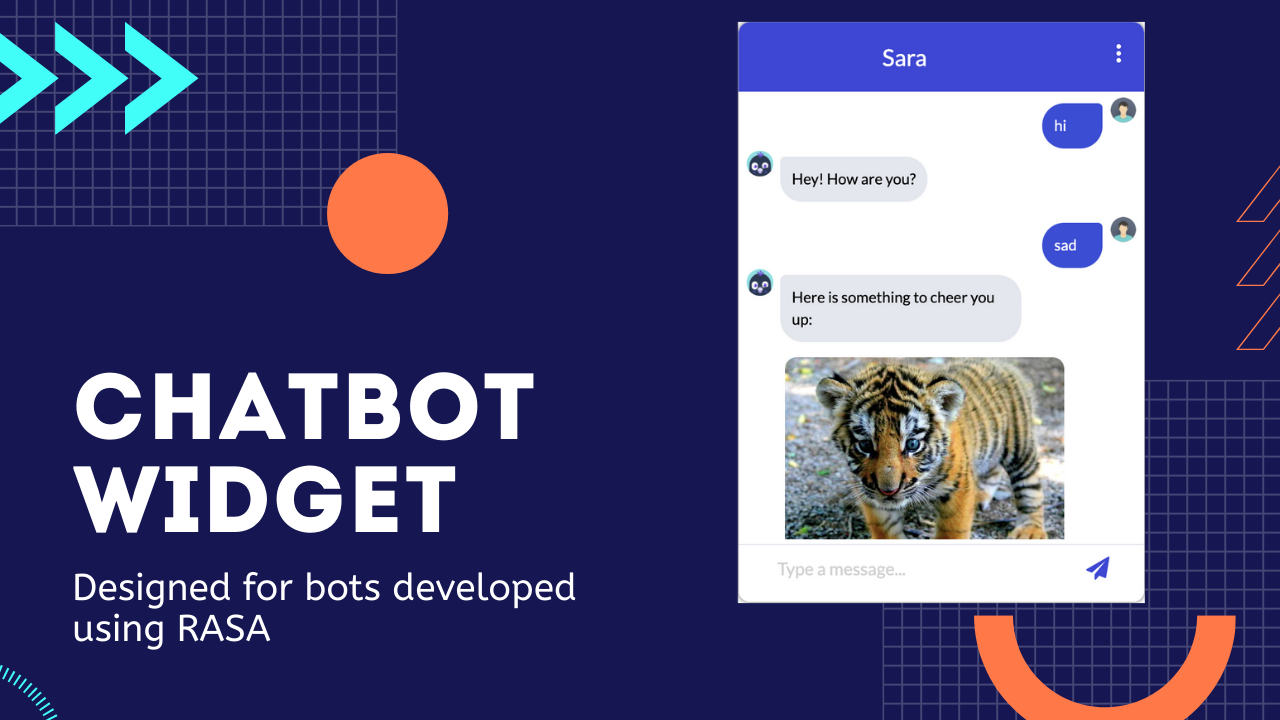 CHATBOT
WIDGET
Designed for bots developed
using RASA
Sara
hi
Hey! How are you?
sad
Here is something to cheer you
up:
Type a message...